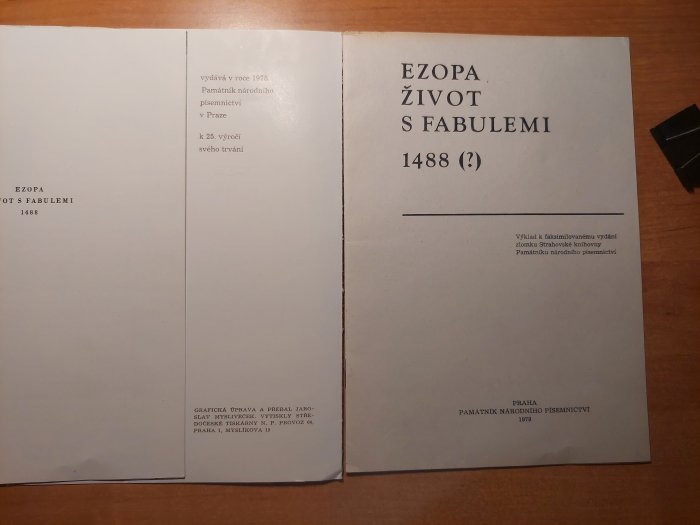 EZOPA
VOT S FABULEMI
1488
vydává v roce 1978
Památník národního
písemnictví
v Praze
k 25. výročí
svého trvání
GRAFICKÁ ÚPRAVA A PŘEBAL JARO-
SLAV MYSLIVEČEK. VYTISKLY STŘE-
DOČESKÉ TISKÁRNY N. P. PROVOZ
PRAHA 1, MYSLÍKOVA 15
EZOPA
ŽIVOT
S FABULEMI
1488 (?)
Výklad k faksimilovanému vydání
zlomku Strahovské knihovny
Památníku národního písemnictví
PRAHA
PAMÁTNÍK NÁRODNÍHO PÍSEMNICTVÍ
1978